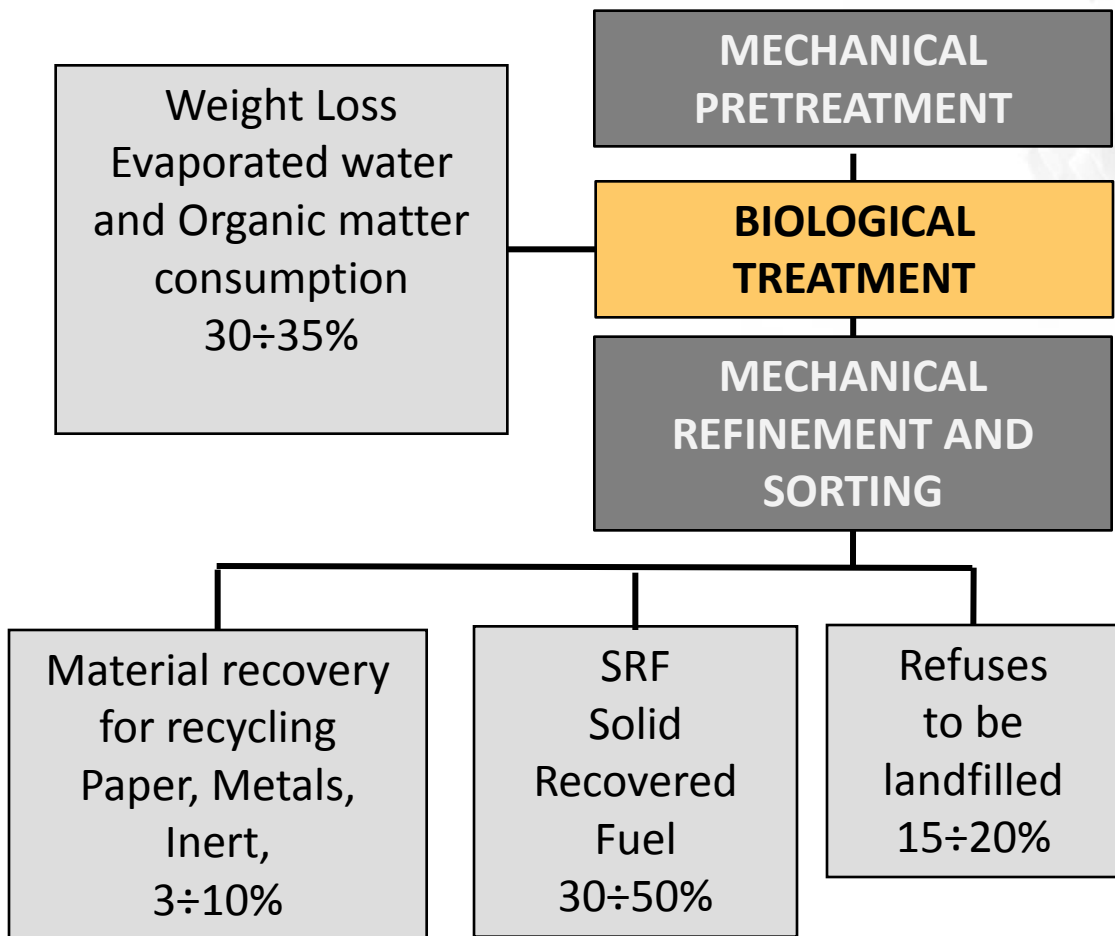 MECHANICAL
PRETREATMENT
Weight Loss
Evaporated water
and Organic matter
consumption
30÷35%
BIOLOGICAL
TREATMENT
MECHANICAL
REFINEMENT AND
SORTING
Material recovery
for recycling
Paper, Metals,
Inert,
3÷10%
SRF
Solid
Recovered
Fuel
30÷50%
Refuses
to be
landfilled
15÷20%